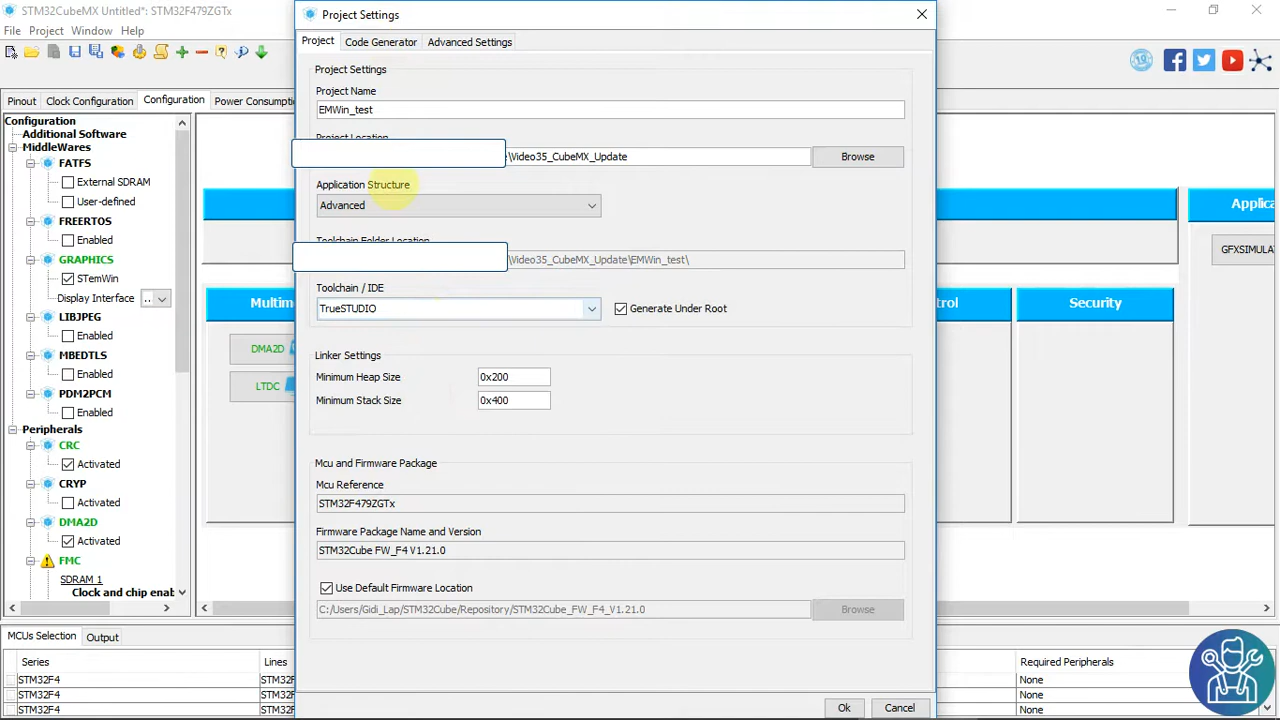 STM32CubeMX Untitled*: STM32F479ZGTx
File Project Window Help
Pinout Clock Configuration Configuration Power Consumptio
Configuration
Additional Software
MiddleWares
FATFS
External SDRAM
User-defined
FREERTOS
Enabled
GRAPHICS
STemWin
Display Interface ..
LIBJPEG
Enabled
MBEDTLS
Enabled
PDM2PCM
Enabled
Peripherals
CRC
Activated
CRYP
Activated
DMA2D
Activated
FMC
SDRAM 1
Clock and chip enab
Multim
DMA2D
LTDC
Project Settings
Project Code Generator Advanced Settings
Project Settings
Project Name
EMWin_test
Project Location
\Video35_CubeMX_Update Browse
Application Structure
Advanced
Toolchain Folder Location
\Video35_CubeMX_Update\EMWin_test\
Toolchain / IDE
TrueSTUDIO Generate Under Root
Linker Settings
Minimum Heap Size 0x200
Minimum Stack Size 0x400
Mcu and Firmware Package
Mcu Reference
STM32F479ZGTx
Firmware Package Name and Version
STM32Cube FW_F4 V1.21.0
Use Default Firmware Location
C:/Users/Gidi_Lap/STM32Cube/Repository/STM32Cube_FW_F4_V1.21.0 Browse
Ok Cancel
trol
Security
Applica
GFXSIMULA
MCUs Selection Output
Series Lines Required Peripherals
STM32F4 STM32F None
STM32F4 STM32F None
STM32F4 STM32F None